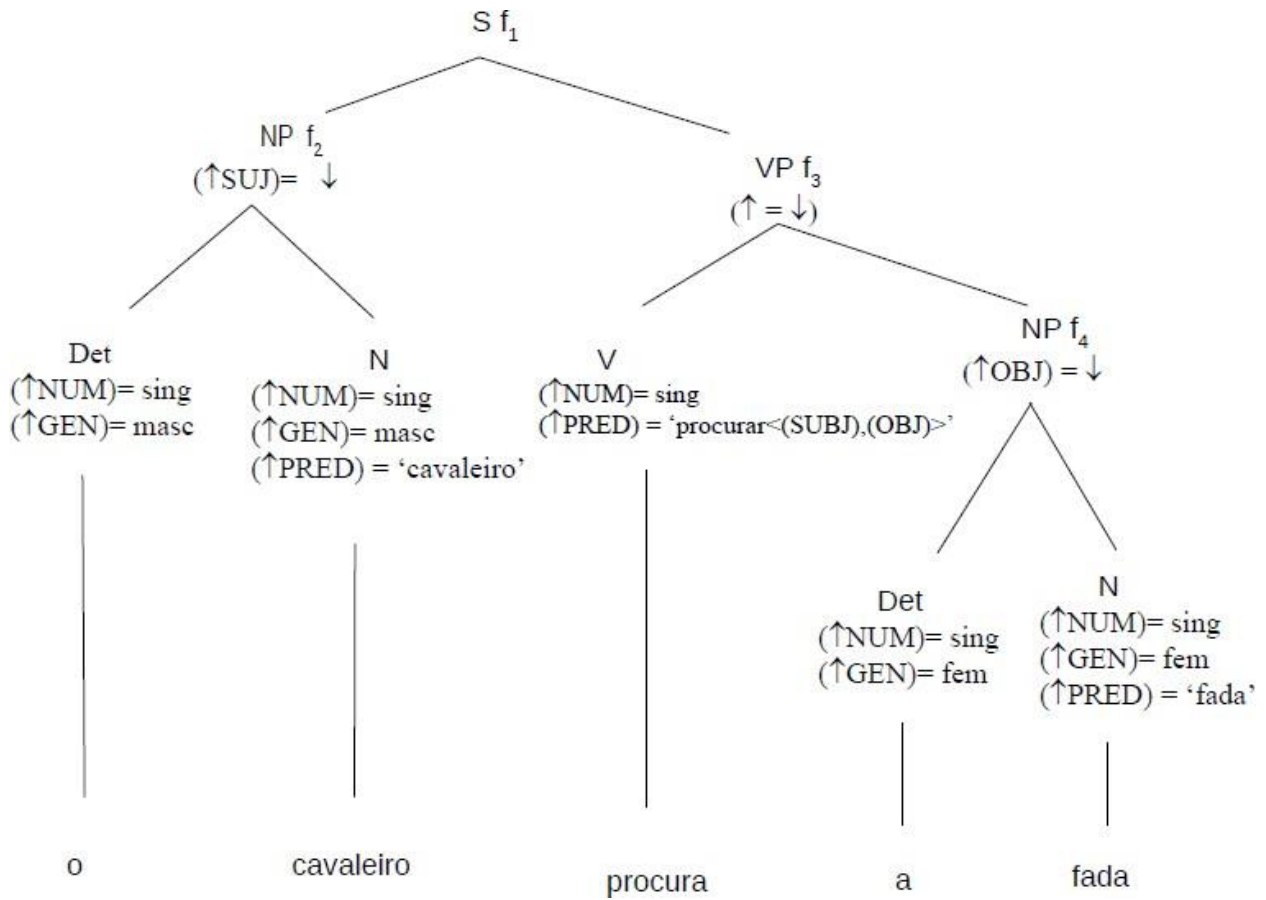 S f₁
NP f₂
(↑SUJ)= ↓
VP f₃
(↑ = ↓)
Det
(↑NUM)= sing
(↑GEN)= masc
N
(↑NUM)= sing
(↑GEN)= masc
(↑PRED) = ‘cavaleiro’
V
(↑NUM)= sing
(↑PRED) = ‘procurar<(SUBJ),(OBJ)>’
NP f₄
(↑OBJ) = ↓
Det
(↑NUM)= sing
(↑GEN)= fem
N
(↑NUM)= sing
(↑GEN)= fem
(↑PRED) = ‘fada’
o cavaleiro procura a fada